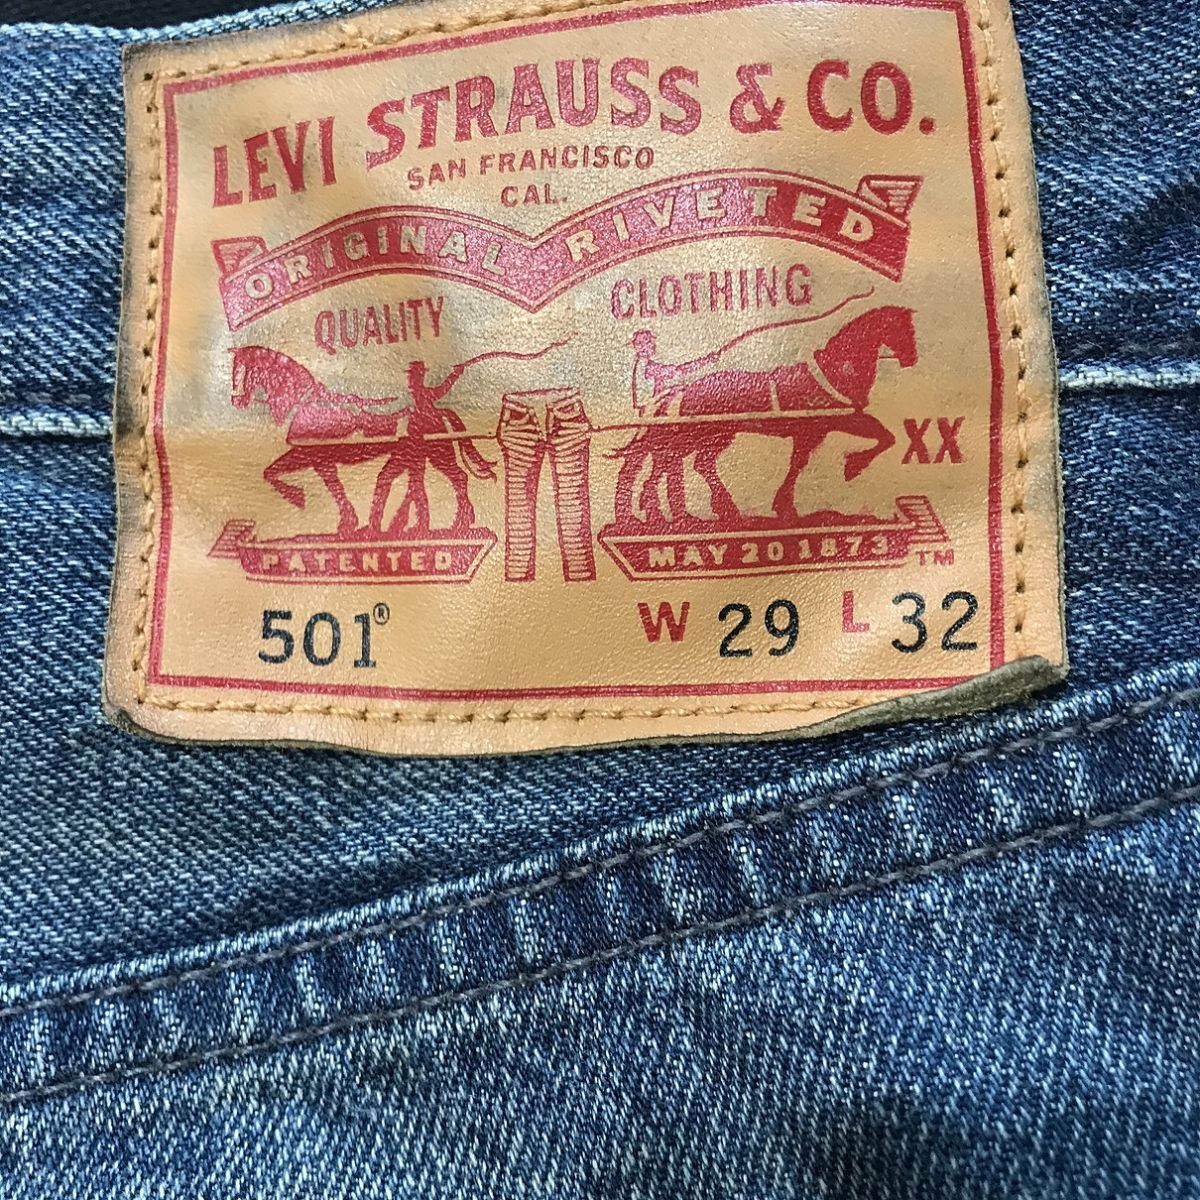 LEVI STRAUSS & CO.
SAN FRANCISCO
CAL.
ORIGINAL RIVETED
QUALITY CLOTHING
XX
PATENTED MAY 20 1873 ™
501® W 29 L 32